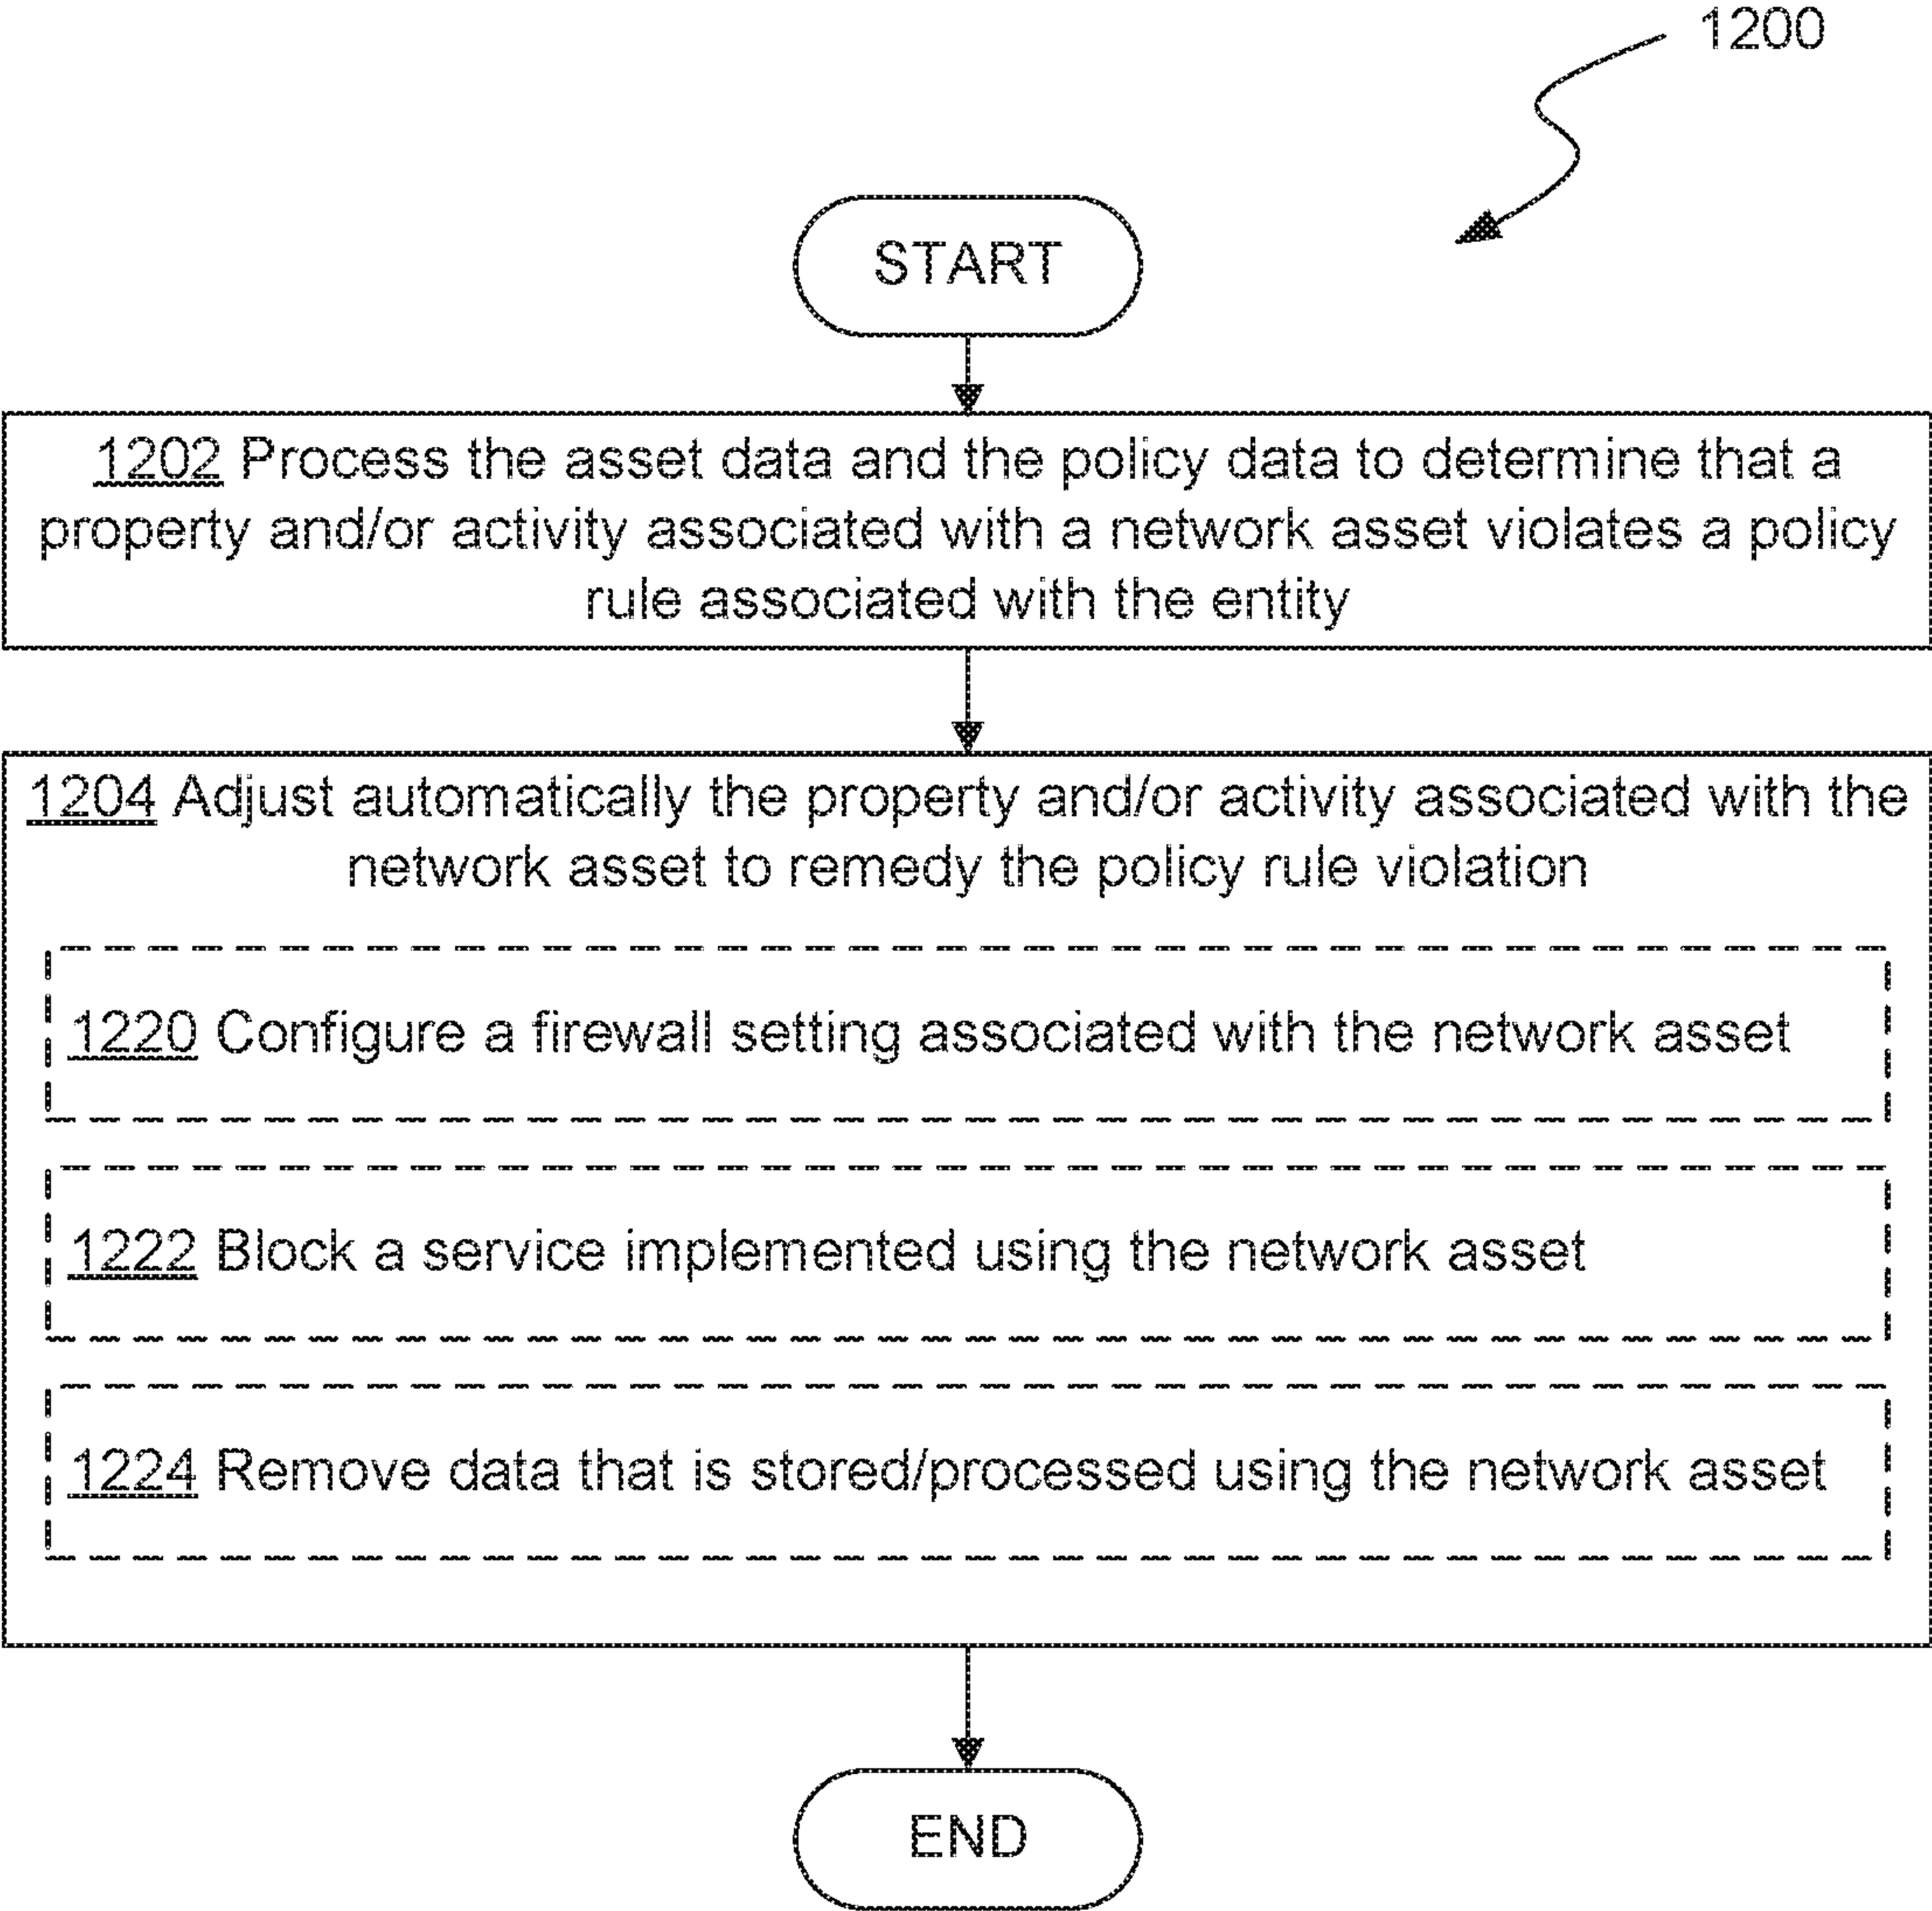 1200
START
1202 Process the asset data and the policy data to determine that a
property and/or activity associated with a network asset violates a policy
rule associated with the entity
1204 Adjust automatically the property and/or activity associated with the
network asset to remedy the policy rule violation
1220 Configure a firewall setting associated with the network asset
1222 Block a service implemented using the network asset
1224 Remove data that is stored/processed using the network asset
END